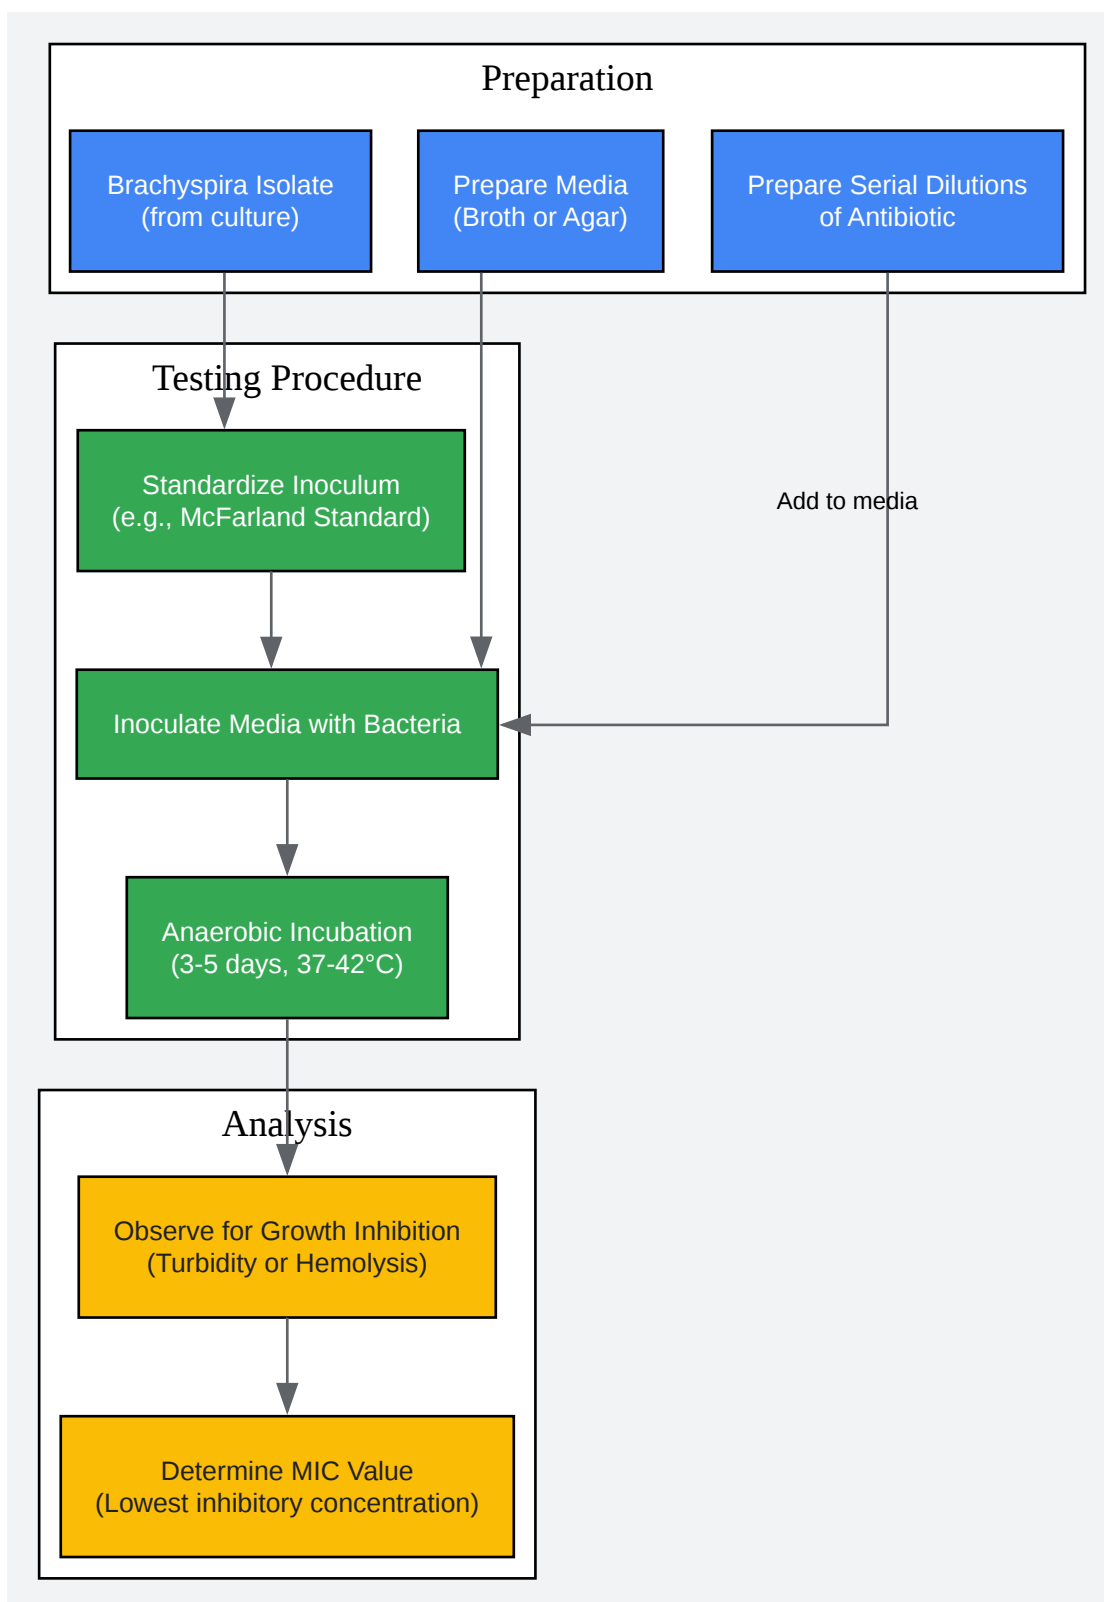 Preparation
Brachyspira Isolate
(from culture)
Prepare Media
(Broth or Agar)
Prepare Serial Dilutions
of Antibiotic
Testing Procedure
Standardize Inoculum
(e.g., McFarland Standard)
Add to media
Inoculate Media with Bacteria
Anaerobic Incubation
(3-5 days, 37-42°C)
Analysis
Observe for Growth Inhibition
(Turbidity or Hemolysis)
Determine MIC Value
(Lowest inhibitory concentration)